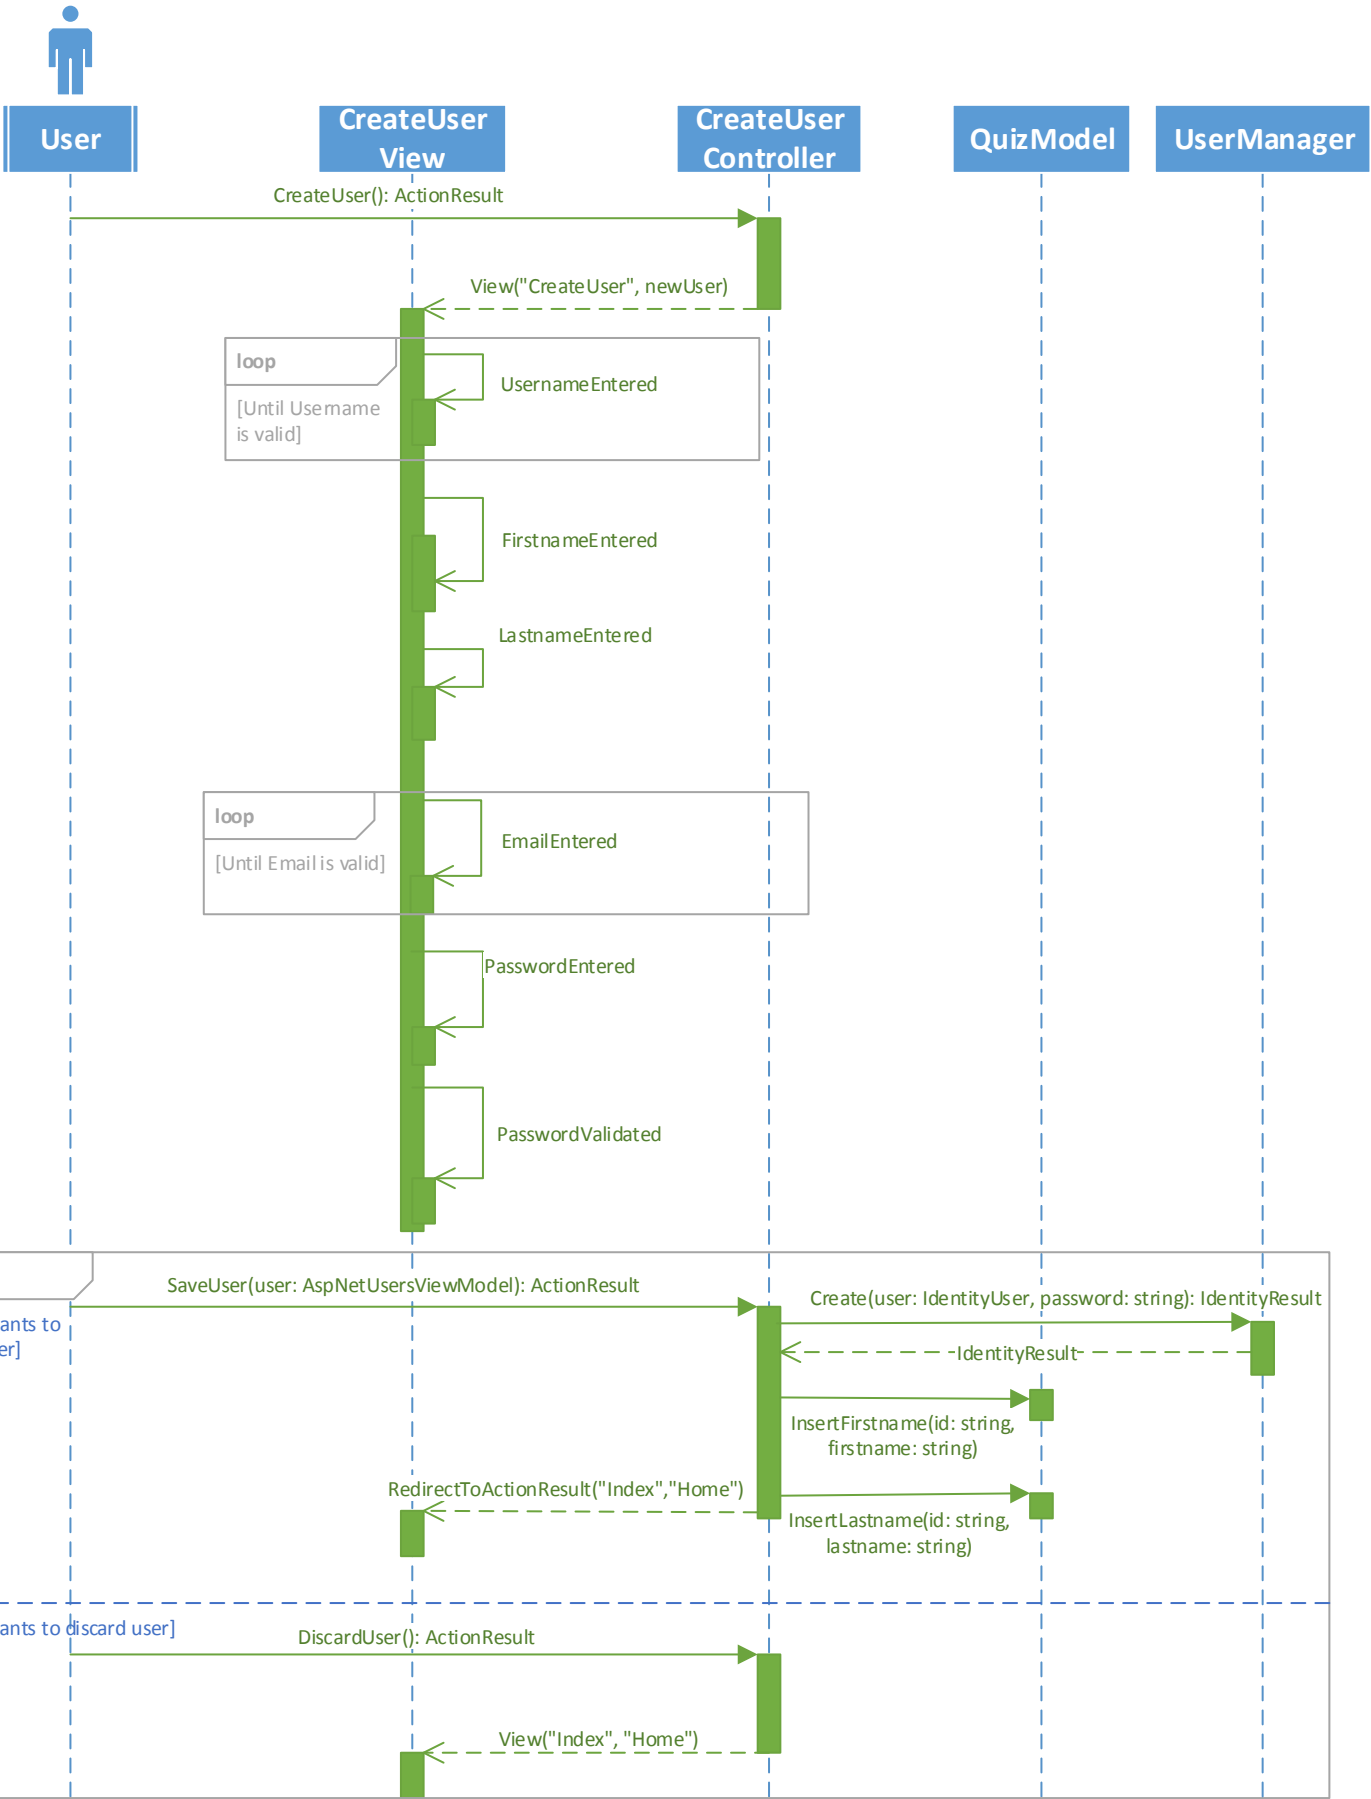 User
CreateUser
View
CreateUser
Controller
QuizModel
UserManager
CreateUser(): ActionResult
View("CreateUser", newUser)
loop
[Until Username
is valid]
UsernameEntered
FirstnameEntered
LastnameEntered
loop
[Until Email is valid]
EmailEntered
PasswordEntered
PasswordValidated
SaveUser(user: AspNetUsersViewModel): ActionResult
Create(user: IdentityUser, password: string): IdentityResult
ants to
er]
IdentityResult
InsertFirstname(id: string,
firstname: string)
RedirectToActionResult("Index","Home")
InsertLastname(id: string,
lastname: string)
ants to discard user]
DiscardUser(): ActionResult
View("Index", "Home")